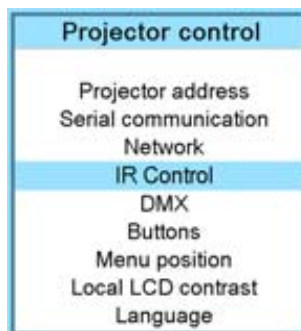 Projector control
Projector address
Serial communication
Network
IR Control
DMX
Buttons
Menu position
Local LCD contrast
Language